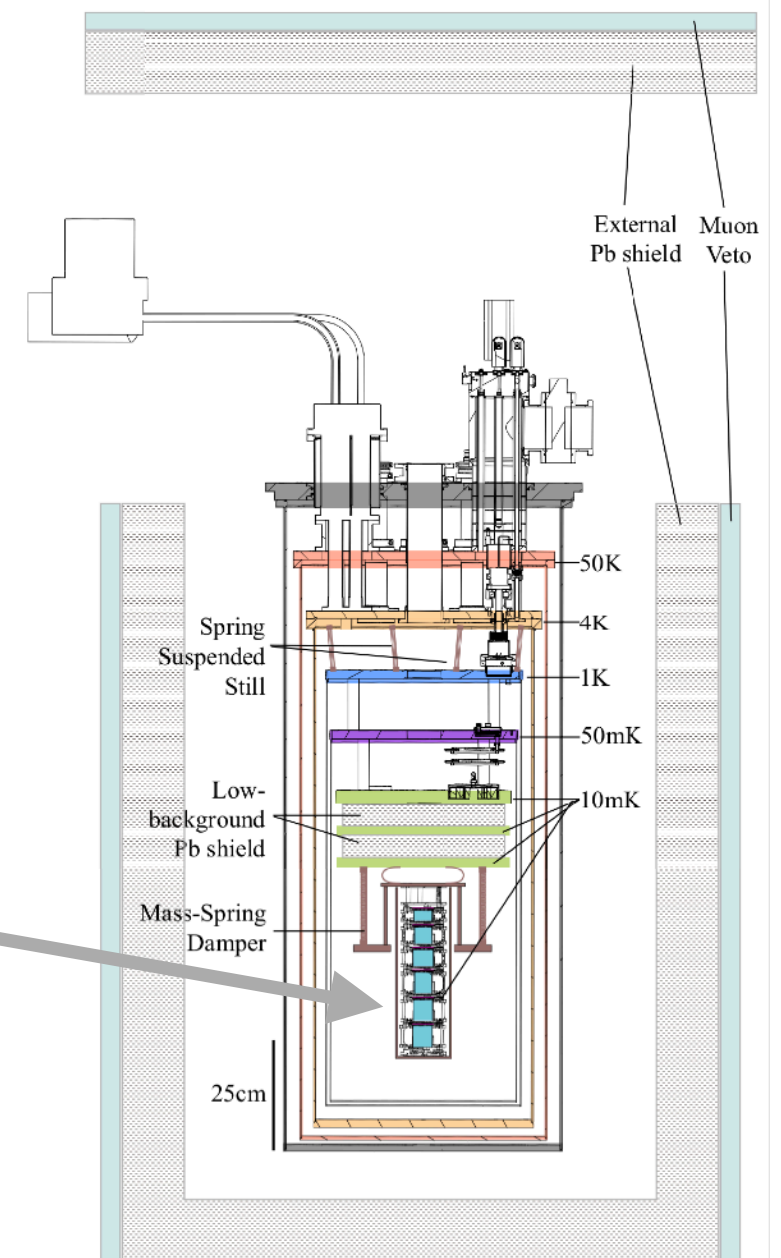 External
Pb shield
Muon
Veto
50K
4K
Spring
Suspended
Still
1K
50mK
Low-
background
Pb shield
10mK
Mass-Spring
Damper
25cm